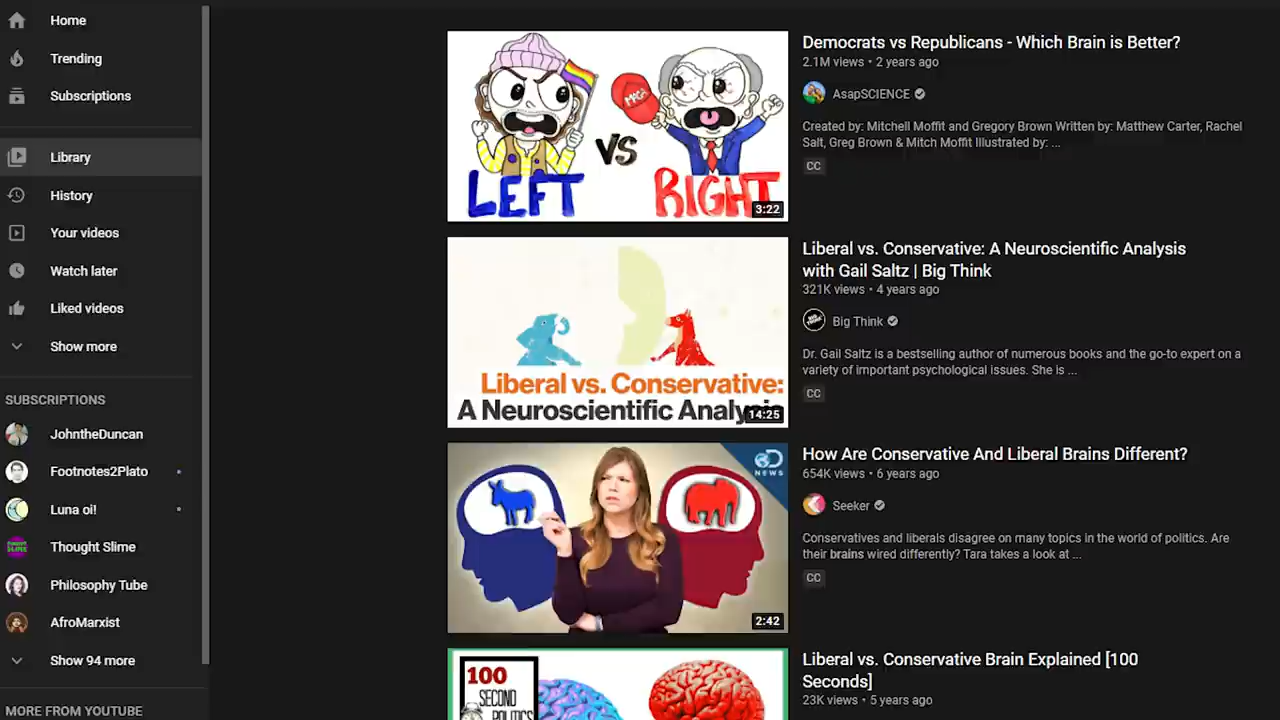 Home
Trending
Subscriptions
Library
History
Your videos
Watch later
Liked videos
Show more
SUBSCRIPTIONS
JohntheDuncan
Footnotes2Plato
Luna oi!
Thought Slime
Philosophy Tube
AfroMarxist
Show 94 more
MORE FROM YOUTUBE
MAGA
VS
LEFT
RIGHT
3:22
Democrats vs Republicans - Which Brain is Better?
2.1M views • 2 years ago
AsapSCIENCE
Created by: Mitchell Moffit and Gregory Brown Written by: Matthew Carter, Rachel
Salt, Greg Brown & Mitch Moffit Illustrated by: ...
CC
Liberal vs. Conservative:
A Neuroscientific Analysis
14:25
Liberal vs. Conservative: A Neuroscientific Analysis
with Gail Saltz | Big Think
321K views • 4 years ago
Big Think
Dr. Gail Saltz is a bestselling author of numerous books and the go-to expert on a
variety of important psychological issues. She is ...
CC
NEWS
2:42
How Are Conservative And Liberal Brains Different?
654K views • 6 years ago
Seeker
Conservatives and liberals disagree on many topics in the world of politics. Are
their brains wired differently? Tara takes a look at ...
CC
100
SECOND
POLITICS
Liberal vs. Conservative Brain Explained [100
Seconds]
23K views • 5 years ago